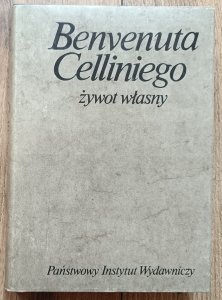 Benvenuta
Celliniego
żywot własny
Państwowy Instytut Wydawniczy